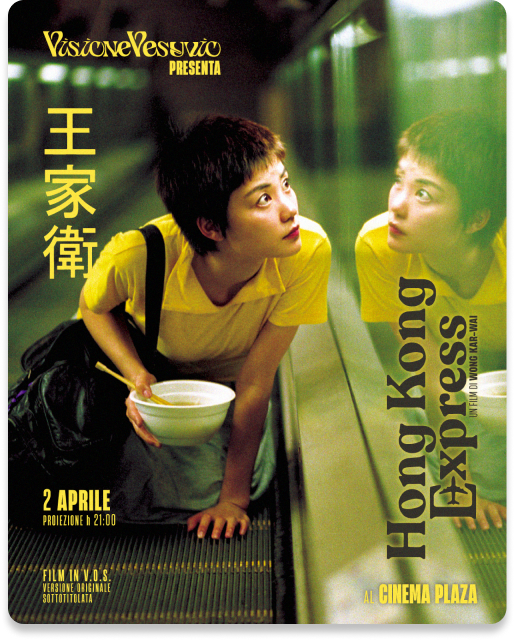 VisioneVesuvio
PRESENTA
王家衛
Hong Kong
Express
UN FILM DI WONG KAR-WAI
2 APRILE
PROIEZIONE h 21:00
FILM IN V.O.S.
VERSIONE ORIGINALE
SOTTOTITOLATA
AL CINEMA PLAZA